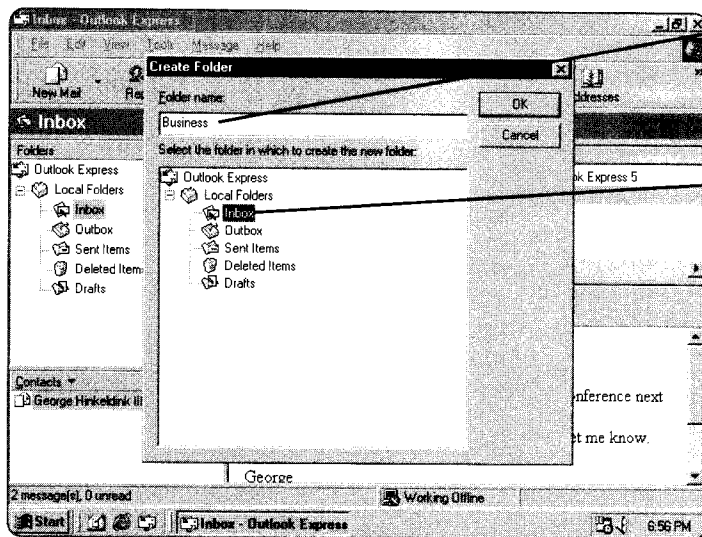 Inbox - Outlook Express
File Edit View Tools Message Help
New Mail
Create Folder
Folder name:
Business
OK
Cancel
Select the folder in which to create the new folder:
Outlook Express
Local Folders
Inbox
Outbox
Sent Items
Deleted Items
Drafts
Inbox
Folders
Outlook Express
Local Folders
Inbox
Outbox
Sent Items
Deleted Item
Drafts
Contacts
George Hinkeldink III
ddresses
ok Express 5
nference next
et me know.
George
2 message(s), 0 unread
Working Offline
Start
Inbox - Outlook Express
6:56 PM